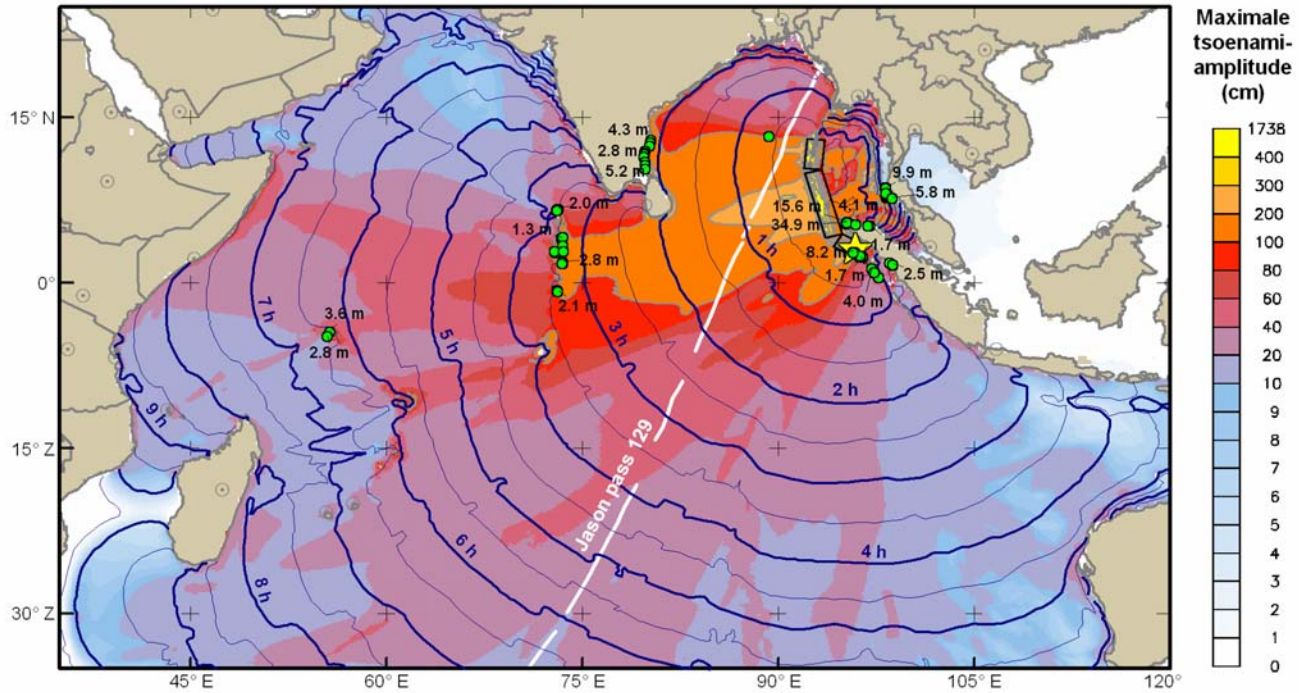 Maximale
tsoenami-
amplitude
(cm)
1738
400
300
200
100
80
60
40
20
10
9
8
7
6
5
4
3
2
1
0
15° N
0°
15° Z
30° Z
45° E
60° E
75° E
90° E
105° E
120°
4.3 m
2.8 m
5.2 m
2.0 m
1.3 m
2.8 m
2.1 m
3.6 m
2.8 m
9.9 m
5.8 m
15.6 m
4.1 m
34.9 m
8.2 m
1.7 m
1.7 m
2.5 m
4.0 m
1 h
2 h
3 h
4 h
5 h
6 h
7 h
8 h
9 h
Jason pass 129